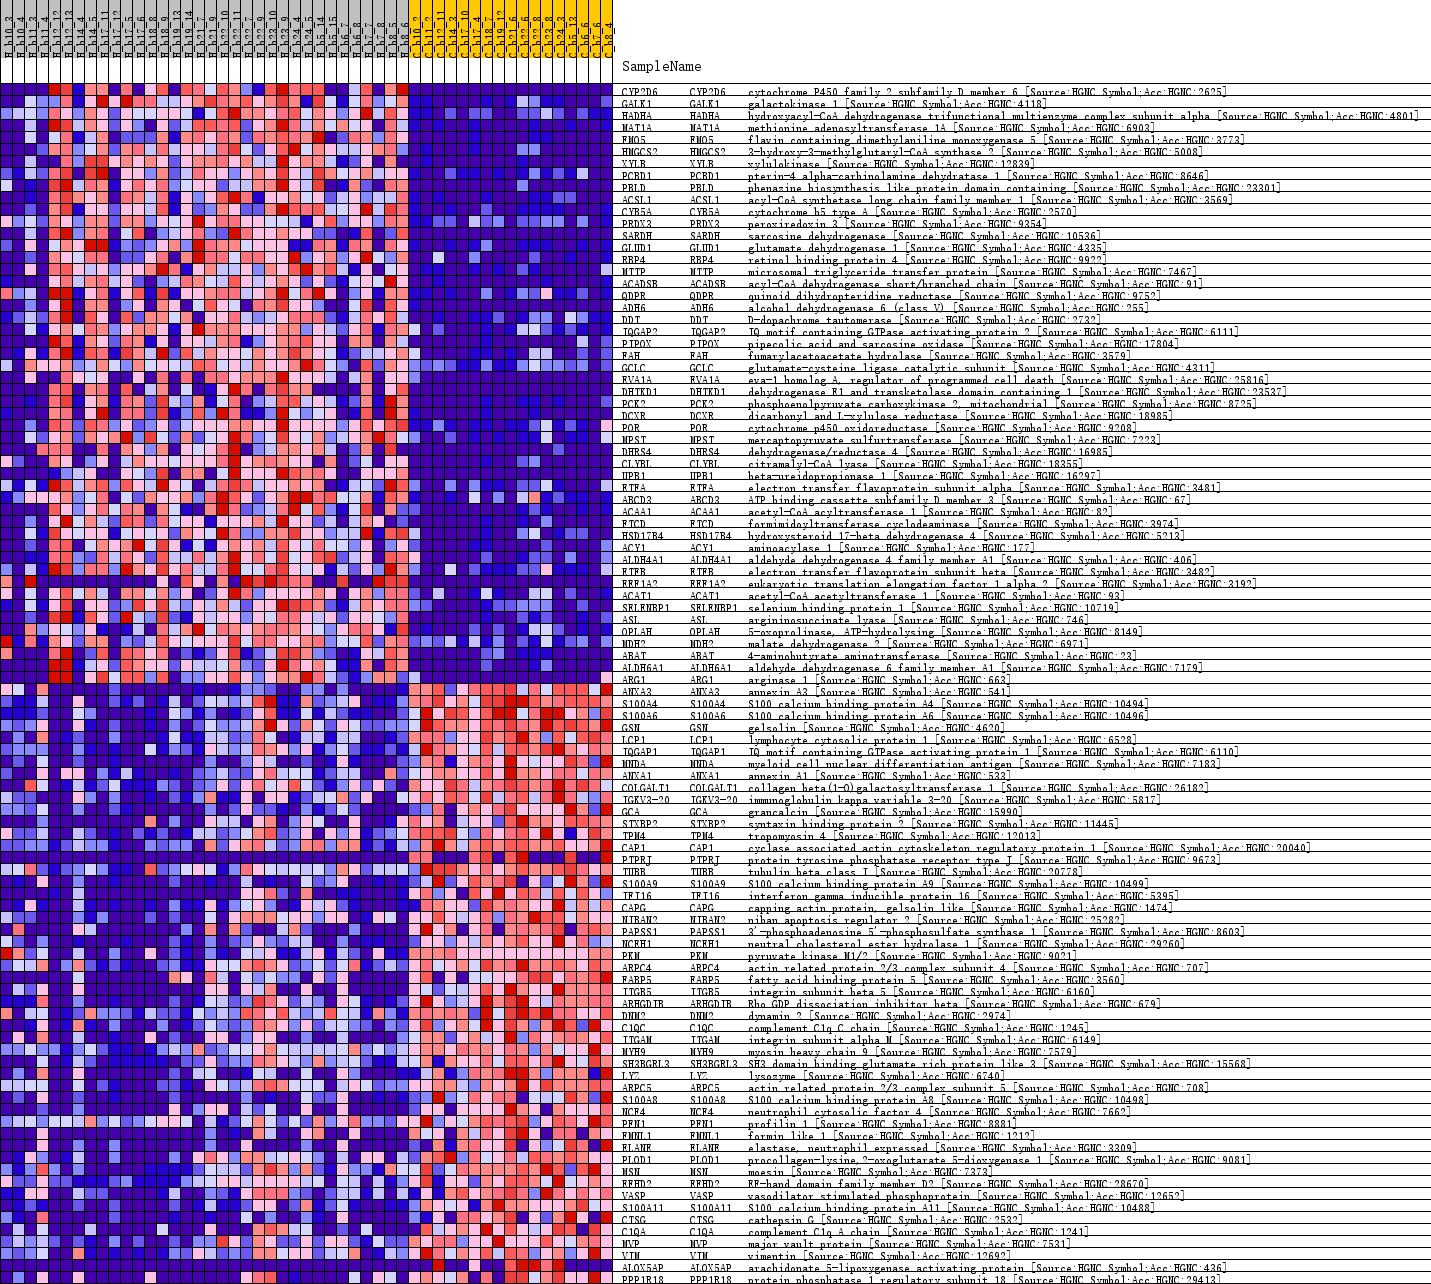 SampleName
CYP2D6 CYP2D6 cytochrome P450 family 2 subfamily D member 6 [Source:HGNC Symbol;Acc:HGNC:2625]
GALK1 GALK1 galactokinase 1 [Source:HGNC Symbol;Acc:HGNC:4118]
HADHA HADHA hydroxyacyl-CoA dehydrogenase trifunctional multienzyme complex subunit alpha [Source:HGNC Symbol;Acc:HGNC:4801]
MAT1A MAT1A methionine adenosyltransferase 1A [Source:HGNC Symbol;Acc:HGNC:6903]
FMO5 FMO5 flavin containing dimethylaniline monoxygenase 5 [Source:HGNC Symbol;Acc:HGNC:3773]
HMGCS2 HMGCS2 3-hydroxy-3-methylglutaryl-CoA synthase 2 [Source:HGNC Symbol;Acc:HGNC:5008]
XYLB XYLB xylulokinase [Source:HGNC Symbol;Acc:HGNC:12839]
PCBD1 PCBD1 pterin-4 alpha-carbinolamine dehydratase 1 [Source:HGNC Symbol;Acc:HGNC:8646]
PBLD PBLD phenazine biosynthesis like protein domain containing [Source:HGNC Symbol;Acc:HGNC:23301]
ACSL1 ACSL1 acyl-CoA synthetase long chain family member 1 [Source:HGNC Symbol;Acc:HGNC:3569]
CYB5A CYB5A cytochrome b5 type A [Source:HGNC Symbol;Acc:HGNC:2570]
PRDX3 PRDX3 peroxiredoxin 3 [Source:HGNC Symbol;Acc:HGNC:9354]
SARDH SARDH sarcosine dehydrogenase [Source:HGNC Symbol;Acc:HGNC:10536]
GLUD1 GLUD1 glutamate dehydrogenase 1 [Source:HGNC Symbol;Acc:HGNC:4335]
RBP4 RBP4 retinol binding protein 4 [Source:HGNC Symbol;Acc:HGNC:9922]
MTTP MTTP microsomal triglyceride transfer protein [Source:HGNC Symbol;Acc:HGNC:7467]
ACADSB ACADSB acyl-CoA dehydrogenase short/branched chain [Source:HGNC Symbol;Acc:HGNC:91]
QDPR QDPR quinoid dihydropteridine reductase [Source:HGNC Symbol;Acc:HGNC:9752]
ADH6 ADH6 alcohol dehydrogenase 6 (class V) [Source:HGNC Symbol;Acc:HGNC:255]
DDT DDT D-dopachrome tautomerase [Source:HGNC Symbol;Acc:HGNC:2732]
IQGAP2 IQGAP2 IQ motif containing GTPase activating protein 2 [Source:HGNC Symbol;Acc:HGNC:6111]
PIPOX PIPOX pipecolic acid and sarcosine oxidase [Source:HGNC Symbol;Acc:HGNC:17804]
FAH FAH fumarylacetoacetate hydrolase [Source:HGNC Symbol;Acc:HGNC:3579]
GCLC GCLC glutamate-cysteine ligase catalytic subunit [Source:HGNC Symbol;Acc:HGNC:4311]
EVA1A EVA1A eva-1 homolog A, regulator of programmed cell death [Source:HGNC Symbol;Acc:HGNC:25816]
DHTKD1 DHTKD1 dehydrogenase E1 and transketolase domain containing 1 [Source:HGNC Symbol;Acc:HGNC:23537]
PCK2 PCK2 phosphoenolpyruvate carboxykinase 2, mitochondrial [Source:HGNC Symbol;Acc:HGNC:8725]
DCXR DCXR dicarbonyl and L-xylulose reductase [Source:HGNC Symbol;Acc:HGNC:18985]
POR POR cytochrome p450 oxidoreductase [Source:HGNC Symbol;Acc:HGNC:9208]
MPST MPST mercaptopyruvate sulfurtransferase [Source:HGNC Symbol;Acc:HGNC:7223]
DHRS4 DHRS4 dehydrogenase/reductase 4 [Source:HGNC Symbol;Acc:HGNC:16985]
CLYBL CLYBL citramalyl-CoA lyase [Source:HGNC Symbol;Acc:HGNC:18355]
UPB1 UPB1 beta-ureidopropionase 1 [Source:HGNC Symbol;Acc:HGNC:16297]
ETFA ETFA electron transfer flavoprotein subunit alpha [Source:HGNC Symbol;Acc:HGNC:3481]
ABCD3 ABCD3 ATP binding cassette subfamily D member 3 [Source:HGNC Symbol;Acc:HGNC:67]
ACAA1 ACAA1 acetyl-CoA acyltransferase 1 [Source:HGNC Symbol;Acc:HGNC:82]
FTCD FTCD formimidoyltransferase cyclodeaminase [Source:HGNC Symbol;Acc:HGNC:3974]
HSD17B4 HSD17B4 hydroxysteroid 17-beta dehydrogenase 4 [Source:HGNC Symbol;Acc:HGNC:5213]
ACY1 ACY1 aminoacylase 1 [Source:HGNC Symbol;Acc:HGNC:177]
ALDH4A1 ALDH4A1 aldehyde dehydrogenase 4 family member A1 [Source:HGNC Symbol;Acc:HGNC:406]
ETFB ETFB electron transfer flavoprotein subunit beta [Source:HGNC Symbol;Acc:HGNC:3482]
EEF1A2 EEF1A2 eukaryotic translation elongation factor 1 alpha 2 [Source:HGNC Symbol;Acc:HGNC:3192]
ACAT1 ACAT1 acetyl-CoA acetyltransferase 1 [Source:HGNC Symbol;Acc:HGNC:93]
SELENBP1 SELENBP1 selenium binding protein 1 [Source:HGNC Symbol;Acc:HGNC:10719]
ASL ASL argininosuccinate lyase [Source:HGNC Symbol;Acc:HGNC:746]
OPLAH OPLAH 5-oxoprolinase, ATP-hydrolysing [Source:HGNC Symbol;Acc:HGNC:8149]
MDH2 MDH2 malate dehydrogenase 2 [Source:HGNC Symbol;Acc:HGNC:6971]
ABAT ABAT 4-aminobutyrate aminotransferase [Source:HGNC Symbol;Acc:HGNC:23]
ALDH6A1 ALDH6A1 aldehyde dehydrogenase 6 family member A1 [Source:HGNC Symbol;Acc:HGNC:7179]
ARG1 ARG1 arginase 1 [Source:HGNC Symbol;Acc:HGNC:663]
ANXA3 ANXA3 annexin A3 [Source:HGNC Symbol;Acc:HGNC:541]
S100A4 S100A4 S100 calcium binding protein A4 [Source:HGNC Symbol;Acc:HGNC:10494]
S100A6 S100A6 S100 calcium binding protein A6 [Source:HGNC Symbol;Acc:HGNC:10496]
GSN GSN gelsolin [Source:HGNC Symbol;Acc:HGNC:4620]
LCP1 LCP1 lymphocyte cytosolic protein 1 [Source:HGNC Symbol;Acc:HGNC:6528]
IQGAP1 IQGAP1 IQ motif containing GTPase activating protein 1 [Source:HGNC Symbol;Acc:HGNC:6110]
MNDA MNDA myeloid cell nuclear differentiation antigen [Source:HGNC Symbol;Acc:HGNC:7183]
ANXA1 ANXA1 annexin A1 [Source:HGNC Symbol;Acc:HGNC:533]
COLGALT1 COLGALT1 collagen beta(1-O)galactosyltransferase 1 [Source:HGNC Symbol;Acc:HGNC:26182]
IGKV3-20 IGKV3-20 immunoglobulin kappa variable 3-20 [Source:HGNC Symbol;Acc:HGNC:5817]
GCA GCA grancalcin [Source:HGNC Symbol;Acc:HGNC:15990]
STXBP2 STXBP2 syntaxin binding protein 2 [Source:HGNC Symbol;Acc:HGNC:11445]
TPM4 TPM4 tropomyosin 4 [Source:HGNC Symbol;Acc:HGNC:12013]
CAP1 CAP1 cyclase associated actin cytoskeleton regulatory protein 1 [Source:HGNC Symbol;Acc:HGNC:20040]
PTPRJ PTPRJ protein tyrosine phosphatase receptor type J [Source:HGNC Symbol;Acc:HGNC:9673]
TUBB TUBB tubulin beta class I [Source:HGNC Symbol;Acc:HGNC:20778]
S100A9 S100A9 S100 calcium binding protein A9 [Source:HGNC Symbol;Acc:HGNC:10499]
IFI16 IFI16 interferon gamma inducible protein 16 [Source:HGNC Symbol;Acc:HGNC:5395]
CAPG CAPG capping actin protein, gelsolin like [Source:HGNC Symbol;Acc:HGNC:1474]
NIBAN2 NIBAN2 niban apoptosis regulator 2 [Source:HGNC Symbol;Acc:HGNC:25282]
PAPSS1 PAPSS1 3'-phosphoadenosine 5'-phosphosulfate synthase 1 [Source:HGNC Symbol;Acc:HGNC:8603]
NCEH1 NCEH1 neutral cholesterol ester hydrolase 1 [Source:HGNC Symbol;Acc:HGNC:29260]
PKM PKM pyruvate kinase M1/2 [Source:HGNC Symbol;Acc:HGNC:9021]
ARPC4 ARPC4 actin related protein 2/3 complex subunit 4 [Source:HGNC Symbol;Acc:HGNC:707]
FABP5 FABP5 fatty acid binding protein 5 [Source:HGNC Symbol;Acc:HGNC:3560]
ITGB5 ITGB5 integrin subunit beta 5 [Source:HGNC Symbol;Acc:HGNC:6160]
ARHGDIB ARHGDIB Rho GDP dissociation inhibitor beta [Source:HGNC Symbol;Acc:HGNC:679]
DNM2 DNM2 dynamin 2 [Source:HGNC Symbol;Acc:HGNC:2974]
C1QC C1QC complement C1q C chain [Source:HGNC Symbol;Acc:HGNC:1245]
ITGAM ITGAM integrin subunit alpha M [Source:HGNC Symbol;Acc:HGNC:6149]
MYH9 MYH9 myosin heavy chain 9 [Source:HGNC Symbol;Acc:HGNC:7579]
SH3BGRL3 SH3BGRL3 SH3 domain binding glutamate rich protein like 3 [Source:HGNC Symbol;Acc:HGNC:15568]
LYZ LYZ lysozyme [Source:HGNC Symbol;Acc:HGNC:6740]
ARPC5 ARPC5 actin related protein 2/3 complex subunit 5 [Source:HGNC Symbol;Acc:HGNC:708]
S100A8 S100A8 S100 calcium binding protein A8 [Source:HGNC Symbol;Acc:HGNC:10498]
NCF4 NCF4 neutrophil cytosolic factor 4 [Source:HGNC Symbol;Acc:HGNC:7662]
PFN1 PFN1 profilin 1 [Source:HGNC Symbol;Acc:HGNC:8881]
FMNL1 FMNL1 formin like 1 [Source:HGNC Symbol;Acc:HGNC:1212]
ELANE ELANE elastase, neutrophil expressed [Source:HGNC Symbol;Acc:HGNC:3309]
PLOD1 PLOD1 procollagen-lysine,2-oxoglutarate 5-dioxygenase 1 [Source:HGNC Symbol;Acc:HGNC:9081]
MSN MSN moesin [Source:HGNC Symbol;Acc:HGNC:7373]
EFHD2 EFHD2 EF-hand domain family member D2 [Source:HGNC Symbol;Acc:HGNC:28670]
VASP VASP vasodilator stimulated phosphoprotein [Source:HGNC Symbol;Acc:HGNC:12652]
S100A11 S100A11 S100 calcium binding protein A11 [Source:HGNC Symbol;Acc:HGNC:10488]
CTSG CTSG cathepsin G [Source:HGNC Symbol;Acc:HGNC:2532]
C1QA C1QA complement C1q A chain [Source:HGNC Symbol;Acc:HGNC:1241]
MVP MVP major vault protein [Source:HGNC Symbol;Acc:HGNC:7531]
VIM VIM vimentin [Source:HGNC Symbol;Acc:HGNC:12692]
ALOX5AP ALOX5AP arachidonate 5-lipoxygenase activating protein [Source:HGNC Symbol;Acc:HGNC:436]
PPP1R18 PPP1R18 protein phosphatase 1 regulatory subunit 18 [Source:HGNC Symbol;Acc:HGNC:29413]